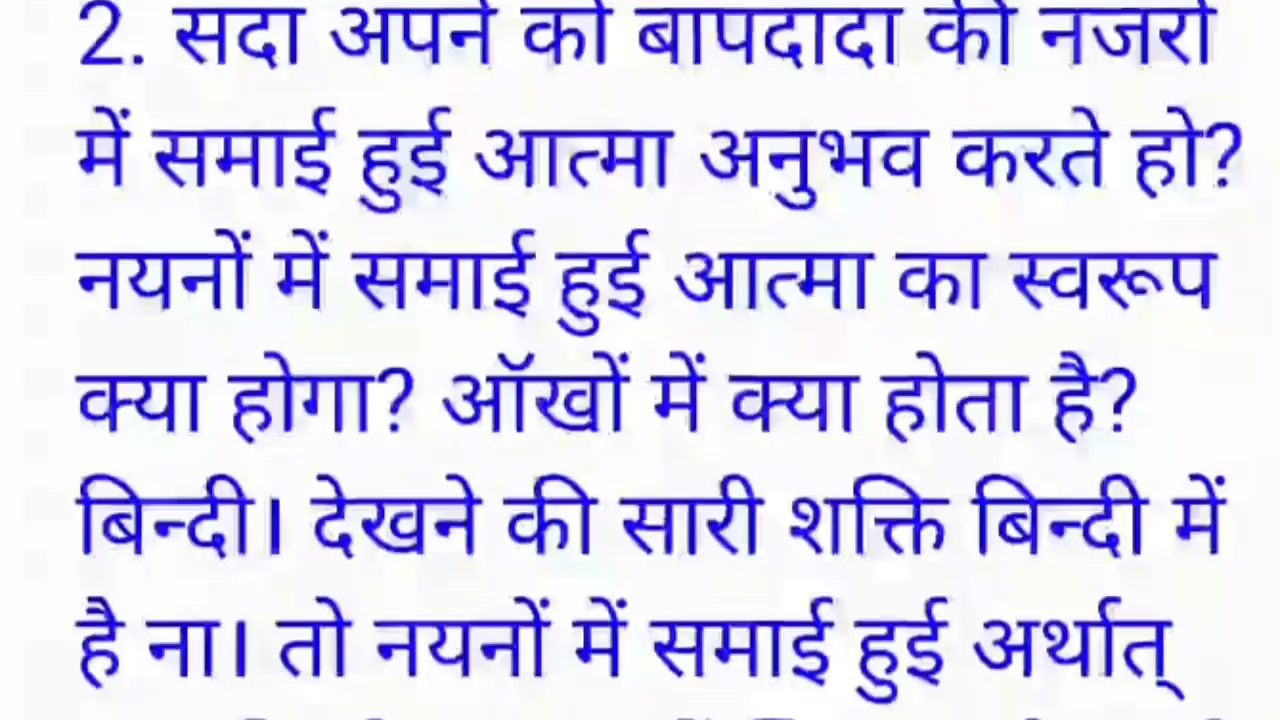 2. सदा अपने को बापदादा की नजरों
में समाई हुई आत्मा अनुभव करते हो?
नयनों में समाई हुई आत्मा का स्वरूप
क्या होगा? ऑखों में क्या होता है?
बिन्दी। देखने की सारी शक्ति बिन्दी में
है ना। तो नयनों में समाई हुई अर्थात्